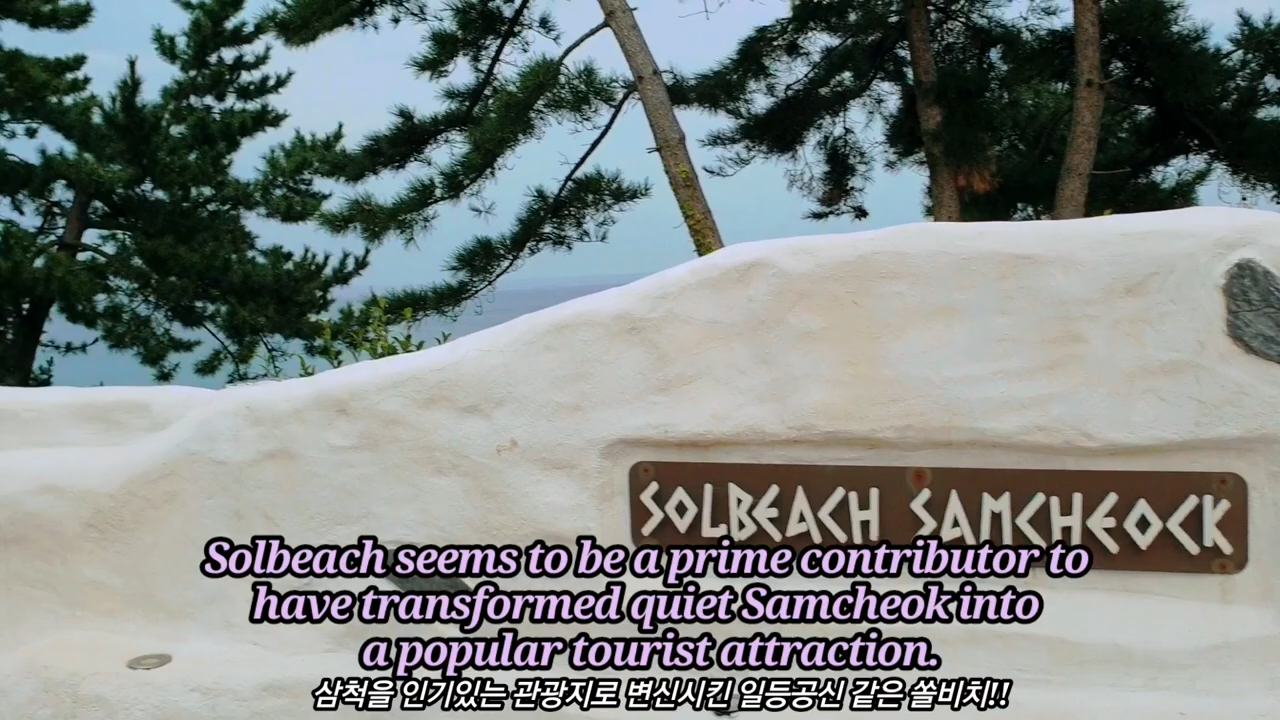 SOLBEACH SAMCHEOCK
Solbeach seems to be a prime contributor to
have transformed quiet Samcheok into
a popular tourist attraction.
삼척을 인기있는 관광지로 변신시킨 일등공신 같은 쏠비치!!